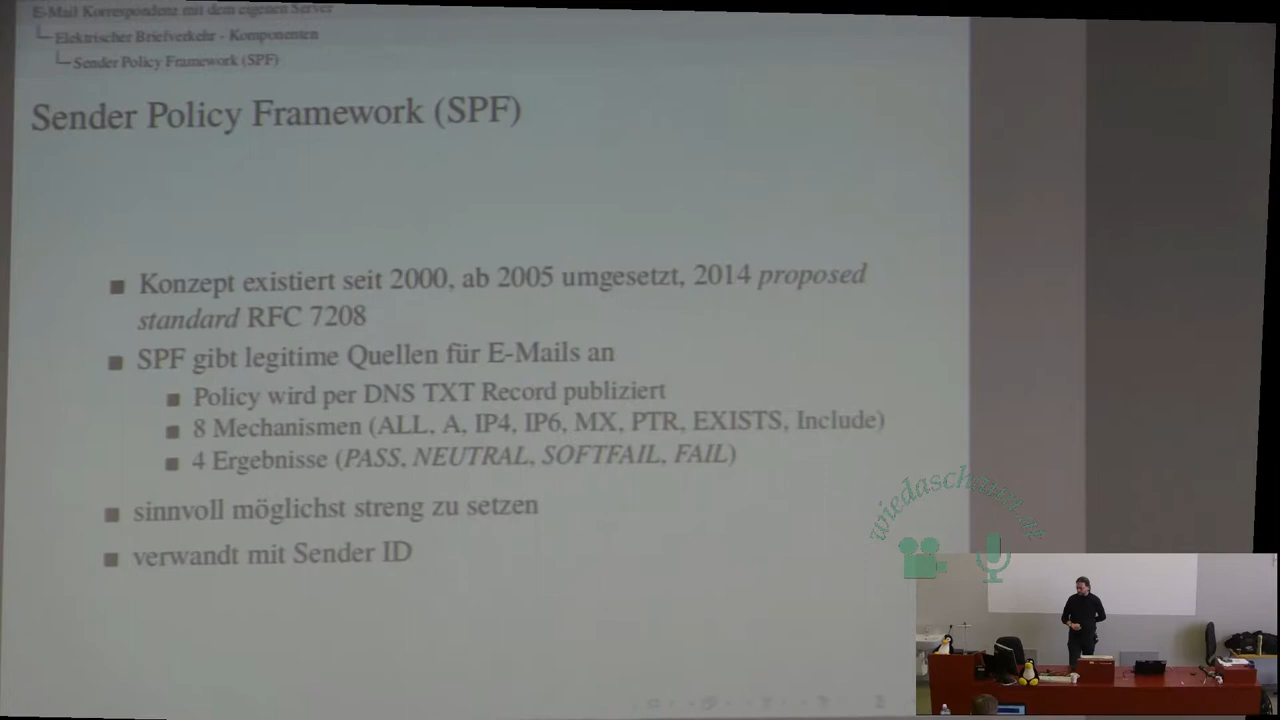 E-Mail Korrespondenz mit dem eigenen Server
Elektrischer Briefverkehr - Komponenten
Sender Policy Framework (SPF)
Sender Policy Framework (SPF)
Konzept existiert seit 2000, ab 2005 umgesetzt, 2014 proposed
standard RFC 7208
SPF gibt legitime Quellen für E-Mails an
Policy wird per DNS TXT Record publiziert
8 Mechanismen (ALL, A, IP4, IP6, MX, PTR, EXISTS, Include)
4 Ergebnisse (PASS, NEUTRAL, SOFTFAIL, FAIL)
sinnvoll möglichst streng zu setzen
verwandt mit Sender ID